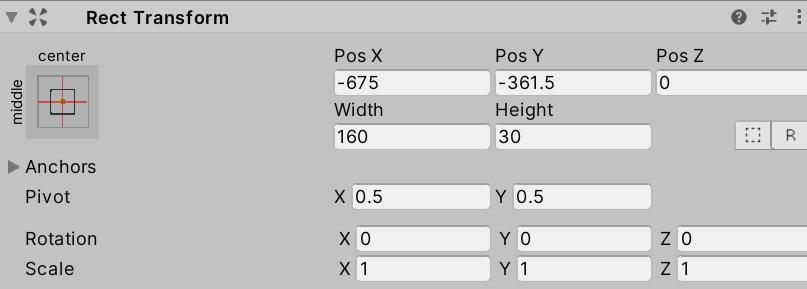 Rect Transform
center
middle
Pos X Pos Y Pos Z
-675 -361.5 0
Width Height
160 30
R
Anchors
Pivot X 0.5 Y 0.5
Rotation X 0 Y 0 Z 0
Scale X 1 Y 1 Z 1